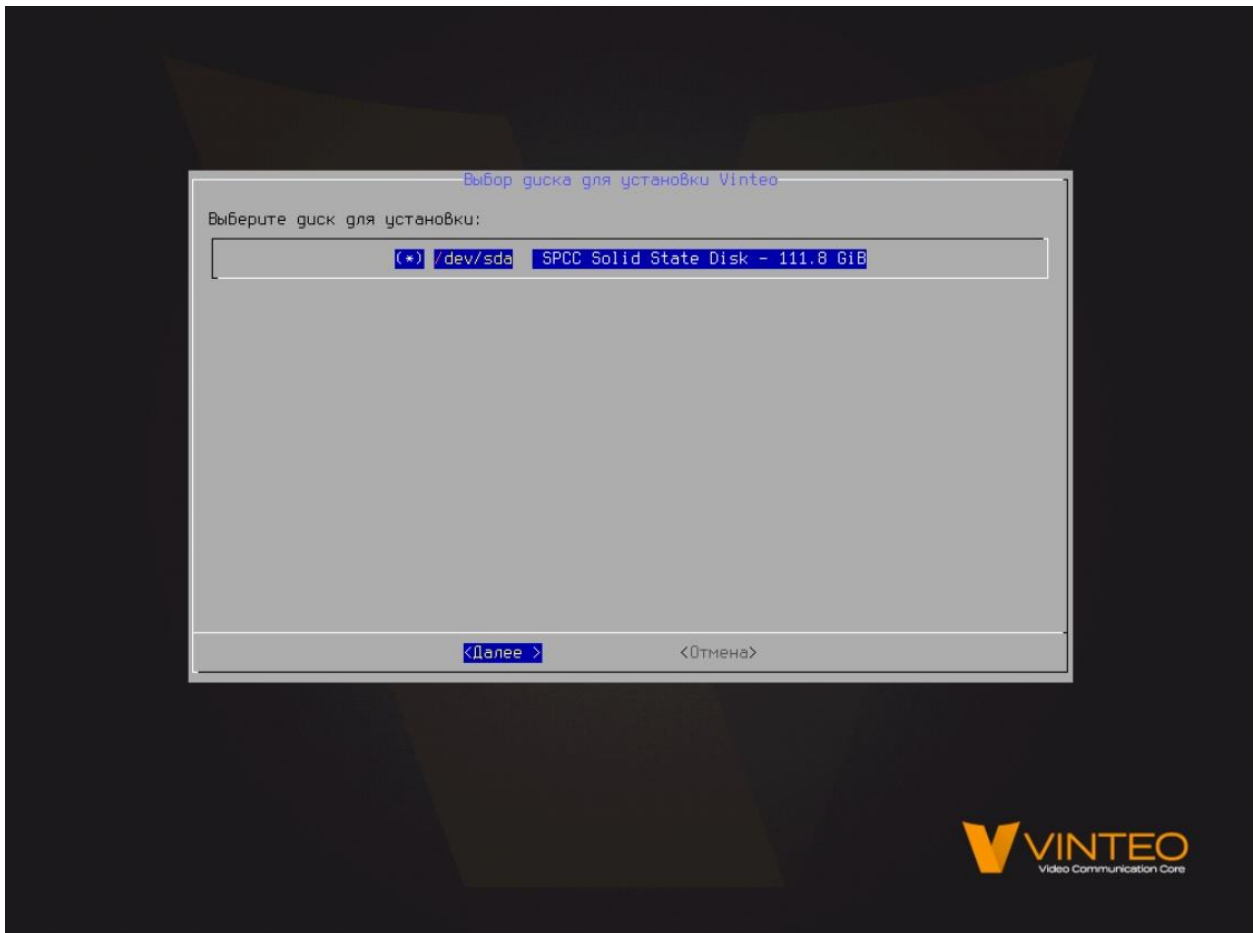 Выбор диска для установки Vinteo
Выберите диск для установки:
(*) /dev/sda SPCC Solid State Disk - 111.8 GiB
<Далее > <Отмена>
VINTEO
Video Communication Core